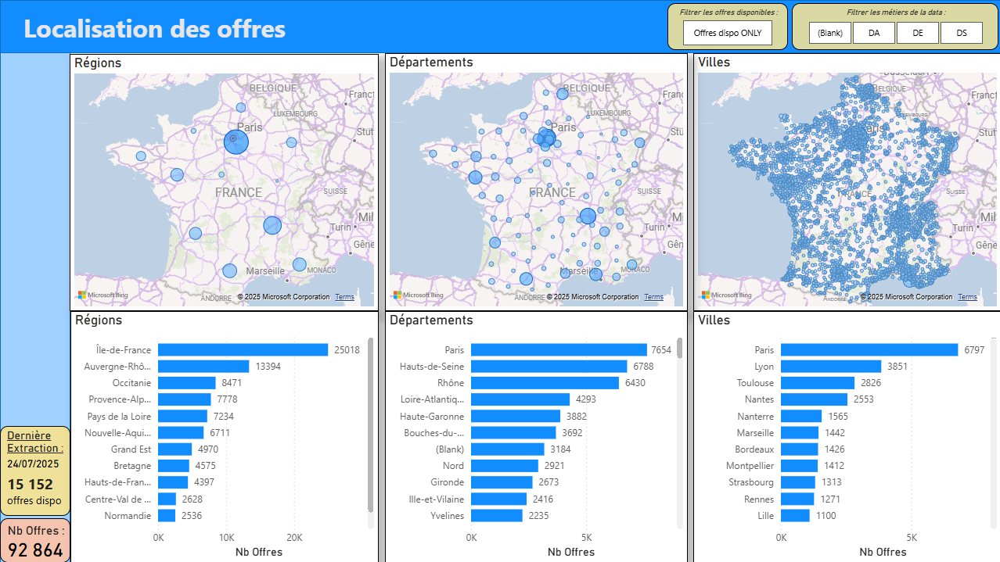 Localisation des offres
Filtrer les offres disponibles :
Offres dispo ONLY
Filtrer les métiers de la data :
(Blank)
DA
DE
DS
Régions
BELGIQUE
Francf
LUXEMBOURG
Paris
Stut
FRANCE
SUISSE
Mil
Turin
Gêne
Marseille
MONACO
Microsoft Bing
ANDORRE
© 2025 Microsoft Corporation
Terms
Départements
BELGIQUE
Fran
LUXEMBOURG
Paris
Stut
FRANCE
SUISSE
Mi
Turin
Gên
Marseille
MONACO
Microsoft Bing
ANDORRE
© 2025 Microsoft Corporation
Terms
Villes
BELGIQUE
Francf
Stut
FRANCE
SUISSE
Mil
Turin
Gêne
Microsoft Bing
© 2025 Microsoft Corporation
Terms
Régions
Île-de-France 25018
Auvergne-Rhô... 13394
Occitanie 8471
Provence-Alp... 7778
Pays de la Loire 7234
Nouvelle-Aqui... 6711
Grand Est 4970
Bretagne 4575
Hauts-de-Fran... 4397
Centre-Val de ... 2628
Normandie 2536
0K 10K 20K
Nb Offres
Départements
Paris 7654
Hauts-de-Seine 6788
Rhône 6430
Loire-Atlantiq... 4293
Haute-Garonne 3882
Bouches-du-... 3692
(Blank) 3184
Nord 2921
Gironde 2673
Ille-et-Vilaine 2416
Yvelines 2235
0K 5K
Nb Offres
Villes
Paris 6797
Lyon 3851
Toulouse 2826
Nantes 2553
Nanterre 1565
Marseille 1442
Bordeaux 1426
Montpellier 1412
Strasbourg 1313
Rennes 1271
Lille 1100
0K 5K
Nb Offres
Dernière
Extraction :
24/07/2025
15 152
offres dispo
Nb Offres :
92 864